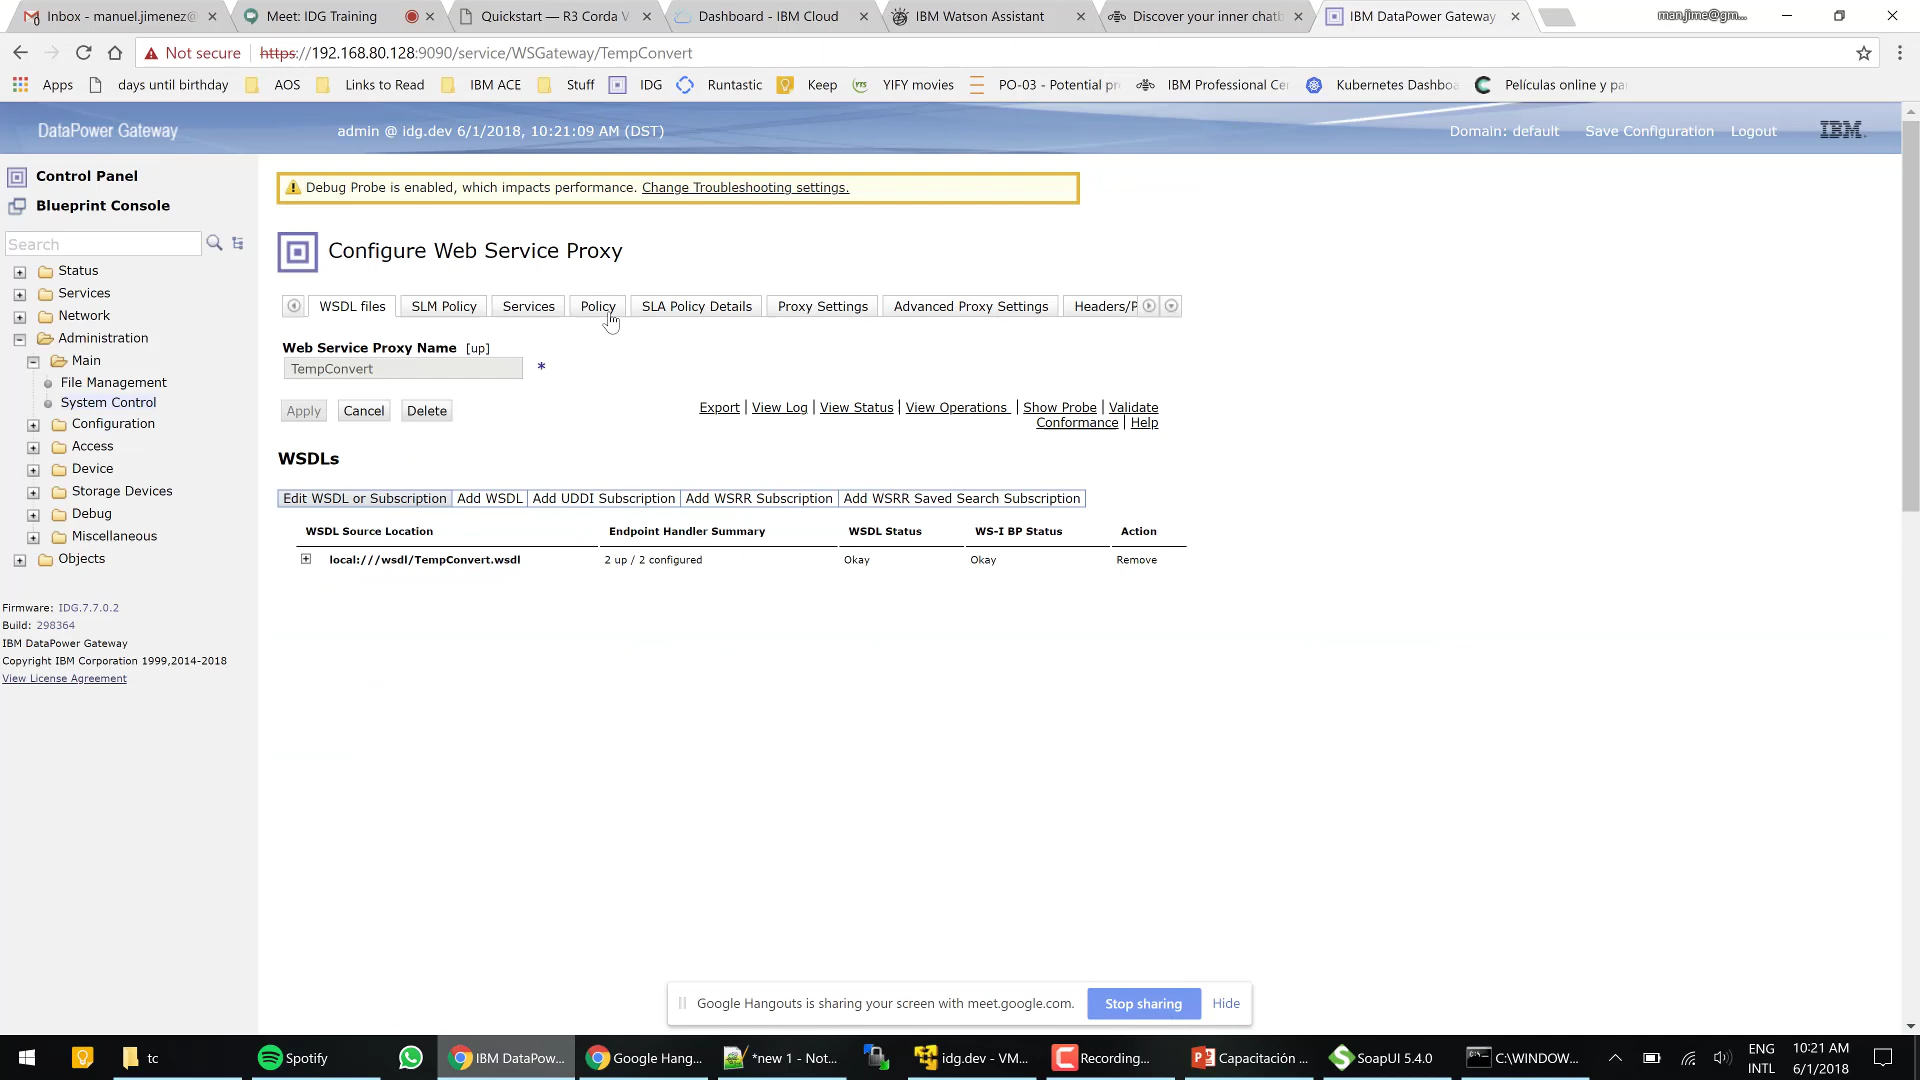 Inbox - manuel.jimenez@
Meet: IDG Training
Quickstart — R3 Corda V
Dashboard - IBM Cloud
IBM Watson Assistant
Discover your inner chatb
IBM DataPower Gateway
man.jime@gm...
Not secure
https://192.168.80.128:9090/service/WSGateway/TempConvert
Apps
days until birthday
AOS
Links to Read
IBM ACE
Stuff
IDG
Runtastic
Keep
YIFY movies
PO-03 - Potential pr
IBM Professional Cer
Kubernetes Dashboa
Películas online y pa
DataPower Gateway
admin @ idg.dev 6/1/2018, 10:21:09 AM (DST)
Domain: default
Save Configuration
Logout
IBM.
Control Panel
Blueprint Console
Search
Status
Services
Network
Administration
Main
File Management
System Control
Configuration
Access
Device
Storage Devices
Debug
Miscellaneous
Objects
Firmware: IDG.7.7.0.2
Build: 298364
IBM DataPower Gateway
Copyright IBM Corporation 1999,2014-2018
View License Agreement
Debug Probe is enabled, which impacts performance. Change Troubleshooting settings.
Configure Web Service Proxy
WSDL files
SLM Policy
Services
Policy
SLA Policy Details
Proxy Settings
Advanced Proxy Settings
Headers/P
Web Service Proxy Name [up]
TempConvert *
Apply
Cancel
Delete
Export | View Log | View Status | View Operations | Show Probe | Validate
Conformance | Help
WSDLs
Edit WSDL or Subscription
Add WSDL
Add UDDI Subscription
Add WSRR Subscription
Add WSRR Saved Search Subscription
WSDL Source Location
Endpoint Handler Summary
WSDL Status
WS-I BP Status
Action
local:///wsdl/TempConvert.wsdl
2 up / 2 configured
Okay
Okay
Remove
Google Hangouts is sharing your screen with meet.google.com.
Stop sharing
Hide
tc
Spotify
IBM DataPow...
Google Hang...
*new 1 - Not...
idg.dev - VM...
Recording...
Capacitación ...
SoapUI 5.4.0
C:\WINDOW...
ENG
INTL
10:21 AM
6/1/2018